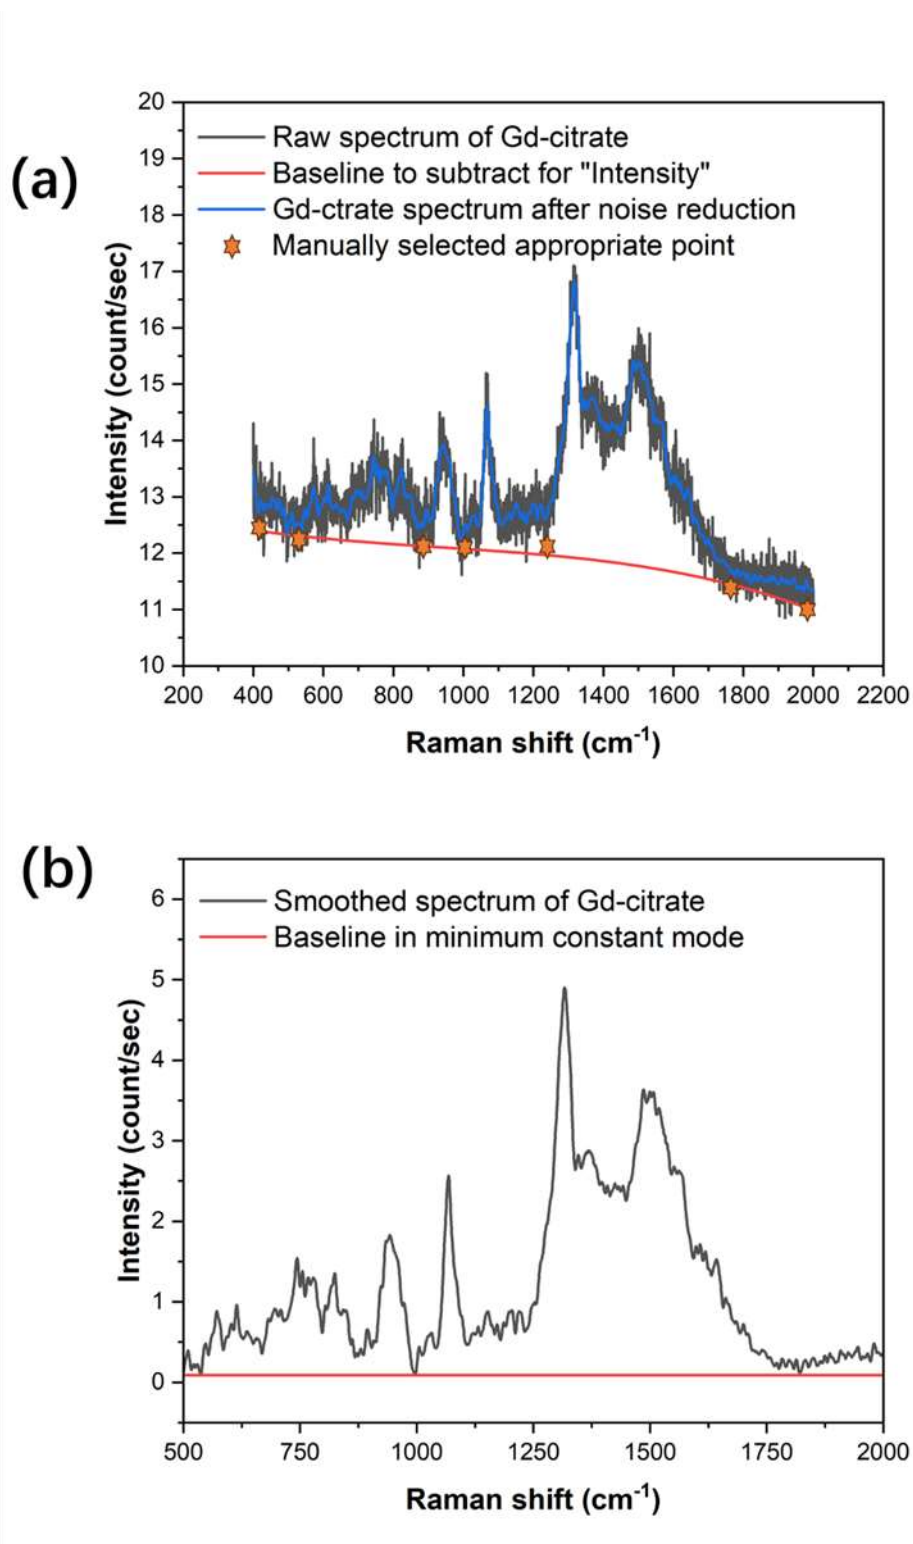 (a)
Raw spectrum of Gd-citrate
Baseline to subtract for "Intensity"
Gd-ctrate spectrum after noise reduction
Manually selected appropriate point
Intensity (count/sec)
20
19
18
17
16
15
14
13
12
11
10
200 400 600 800 1000 1200 1400 1600 1800 2000 2200
Raman shift (cm⁻¹)
(b)
Smoothed spectrum of Gd-citrate
Baseline in minimum constant mode
Intensity (count/sec)
6
5
4
3
2
1
0
500 750 1000 1250 1500 1750 2000
Raman shift (cm⁻¹)